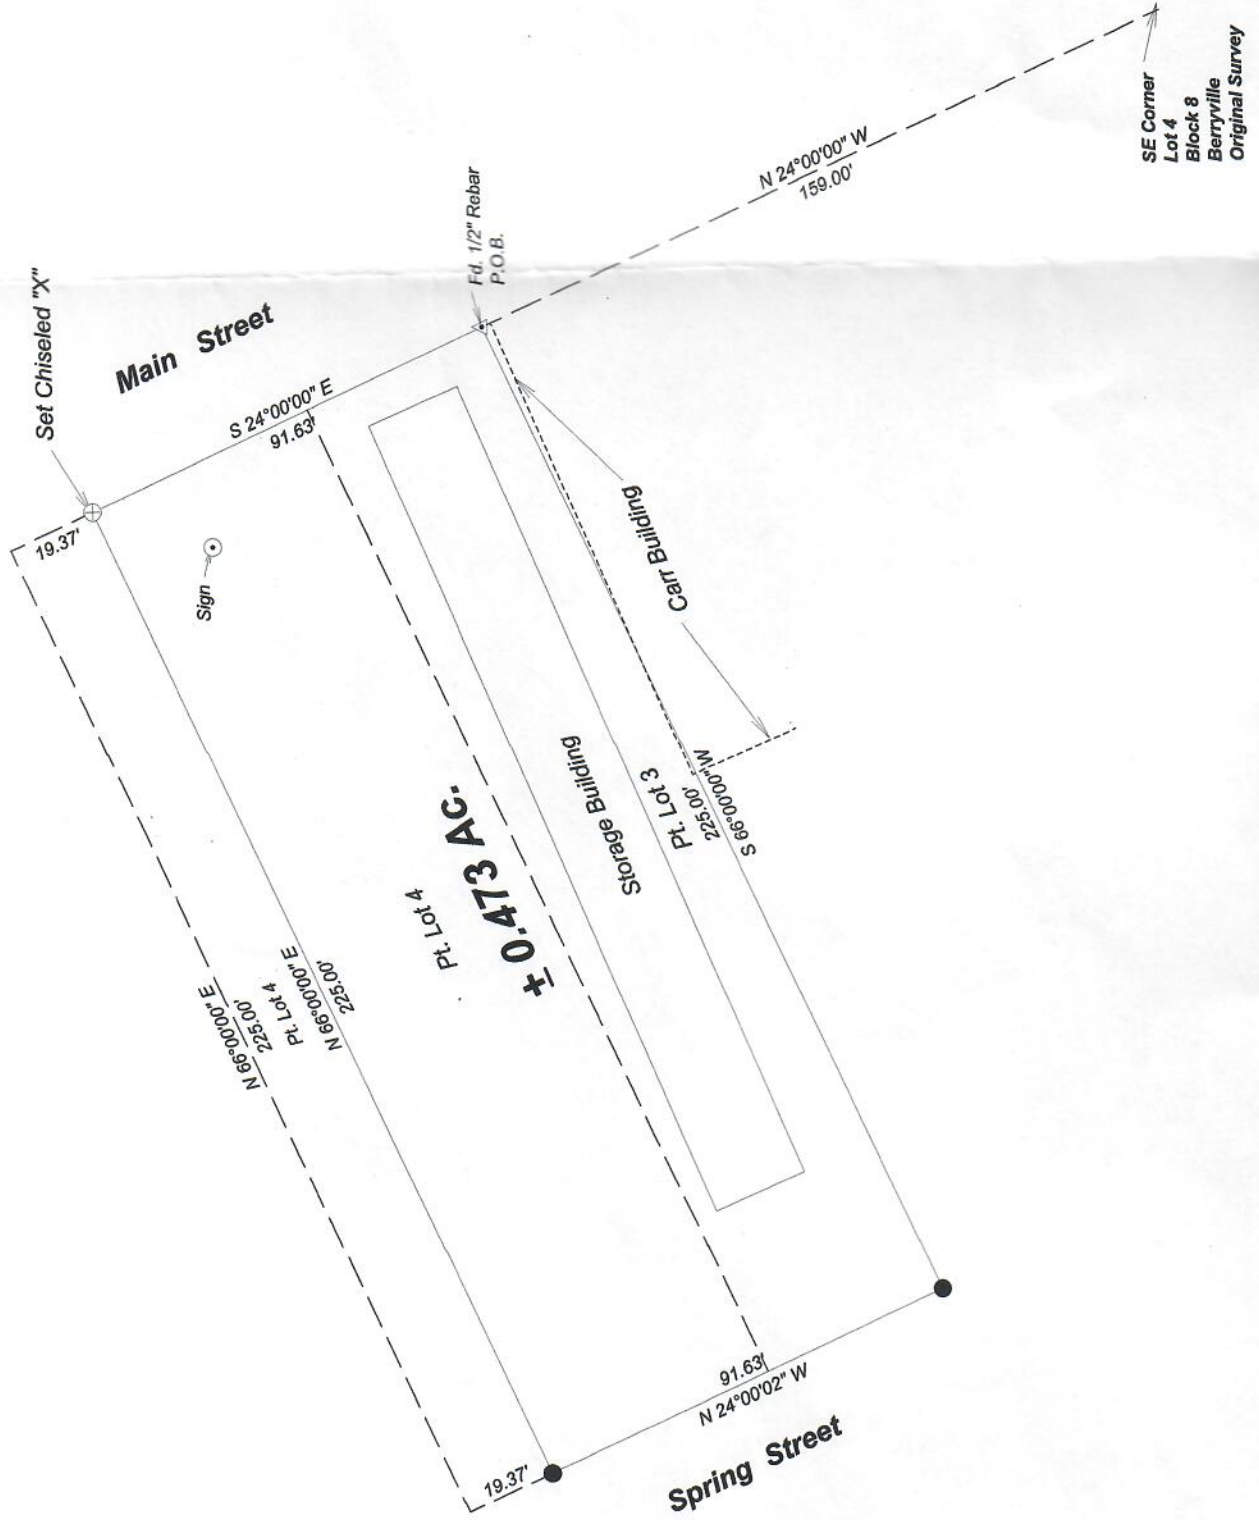 SE Corner
Lot 4
Block 8
Berryville
Original Survey
N 24°00'00" W
159.00'
Fd. 1/2" Rebar
P.O.B.
Set Chiseled "X"
Main Street
S 24°00'00" E
91.63'
19.37'
Sign
Carr Building
Storage Building
Pt. Lot 3
225.00'
S 66°00'00"W
Pt. Lot 4
± 0.473 Ac.
N 66°00'00" E
225.00'
Pt. Lot 4
N 66°00'00" E
225.00'
91.63'
N 24°00'02" W
19.37'
Spring Street